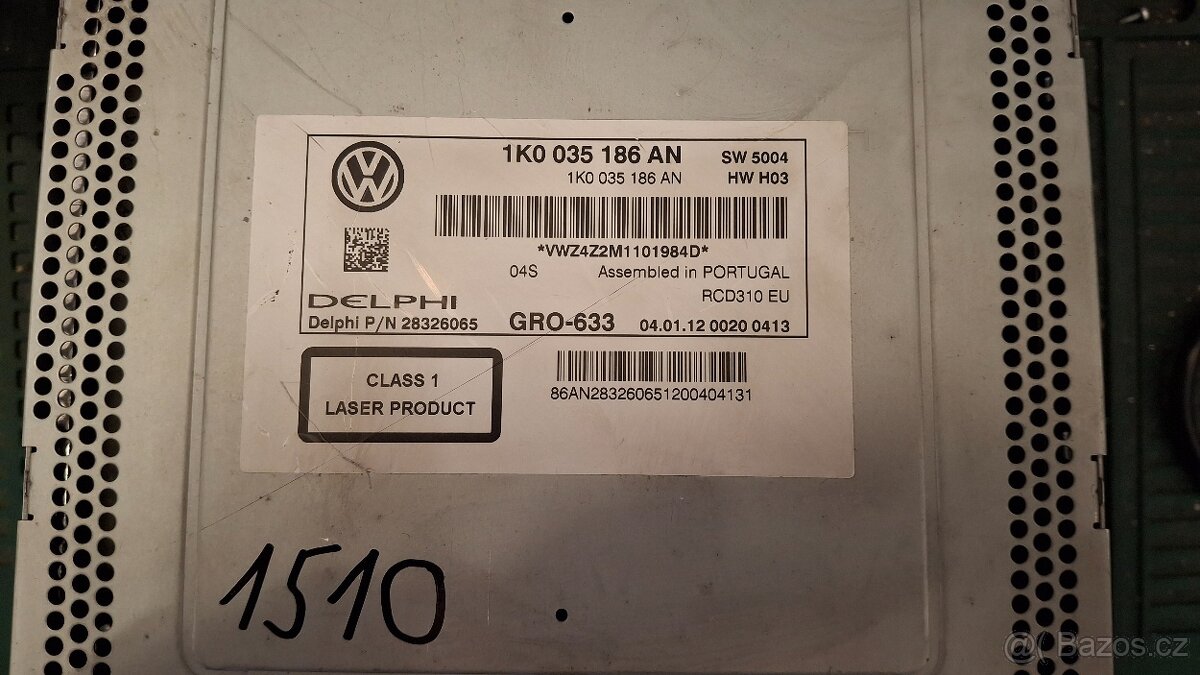 1K0 035 186 AN SW 5004
1K0 035 186 AN HW H03
*VWZ4Z2M1101984D*
04S Assembled in PORTUGAL
RCD310 EU
DELPHI
Delphi P/N 28326065 GRO-633 04.01.12 0020 0413
CLASS 1
LASER PRODUCT
86AN283260651200404131
1510
@ Bazos.cz